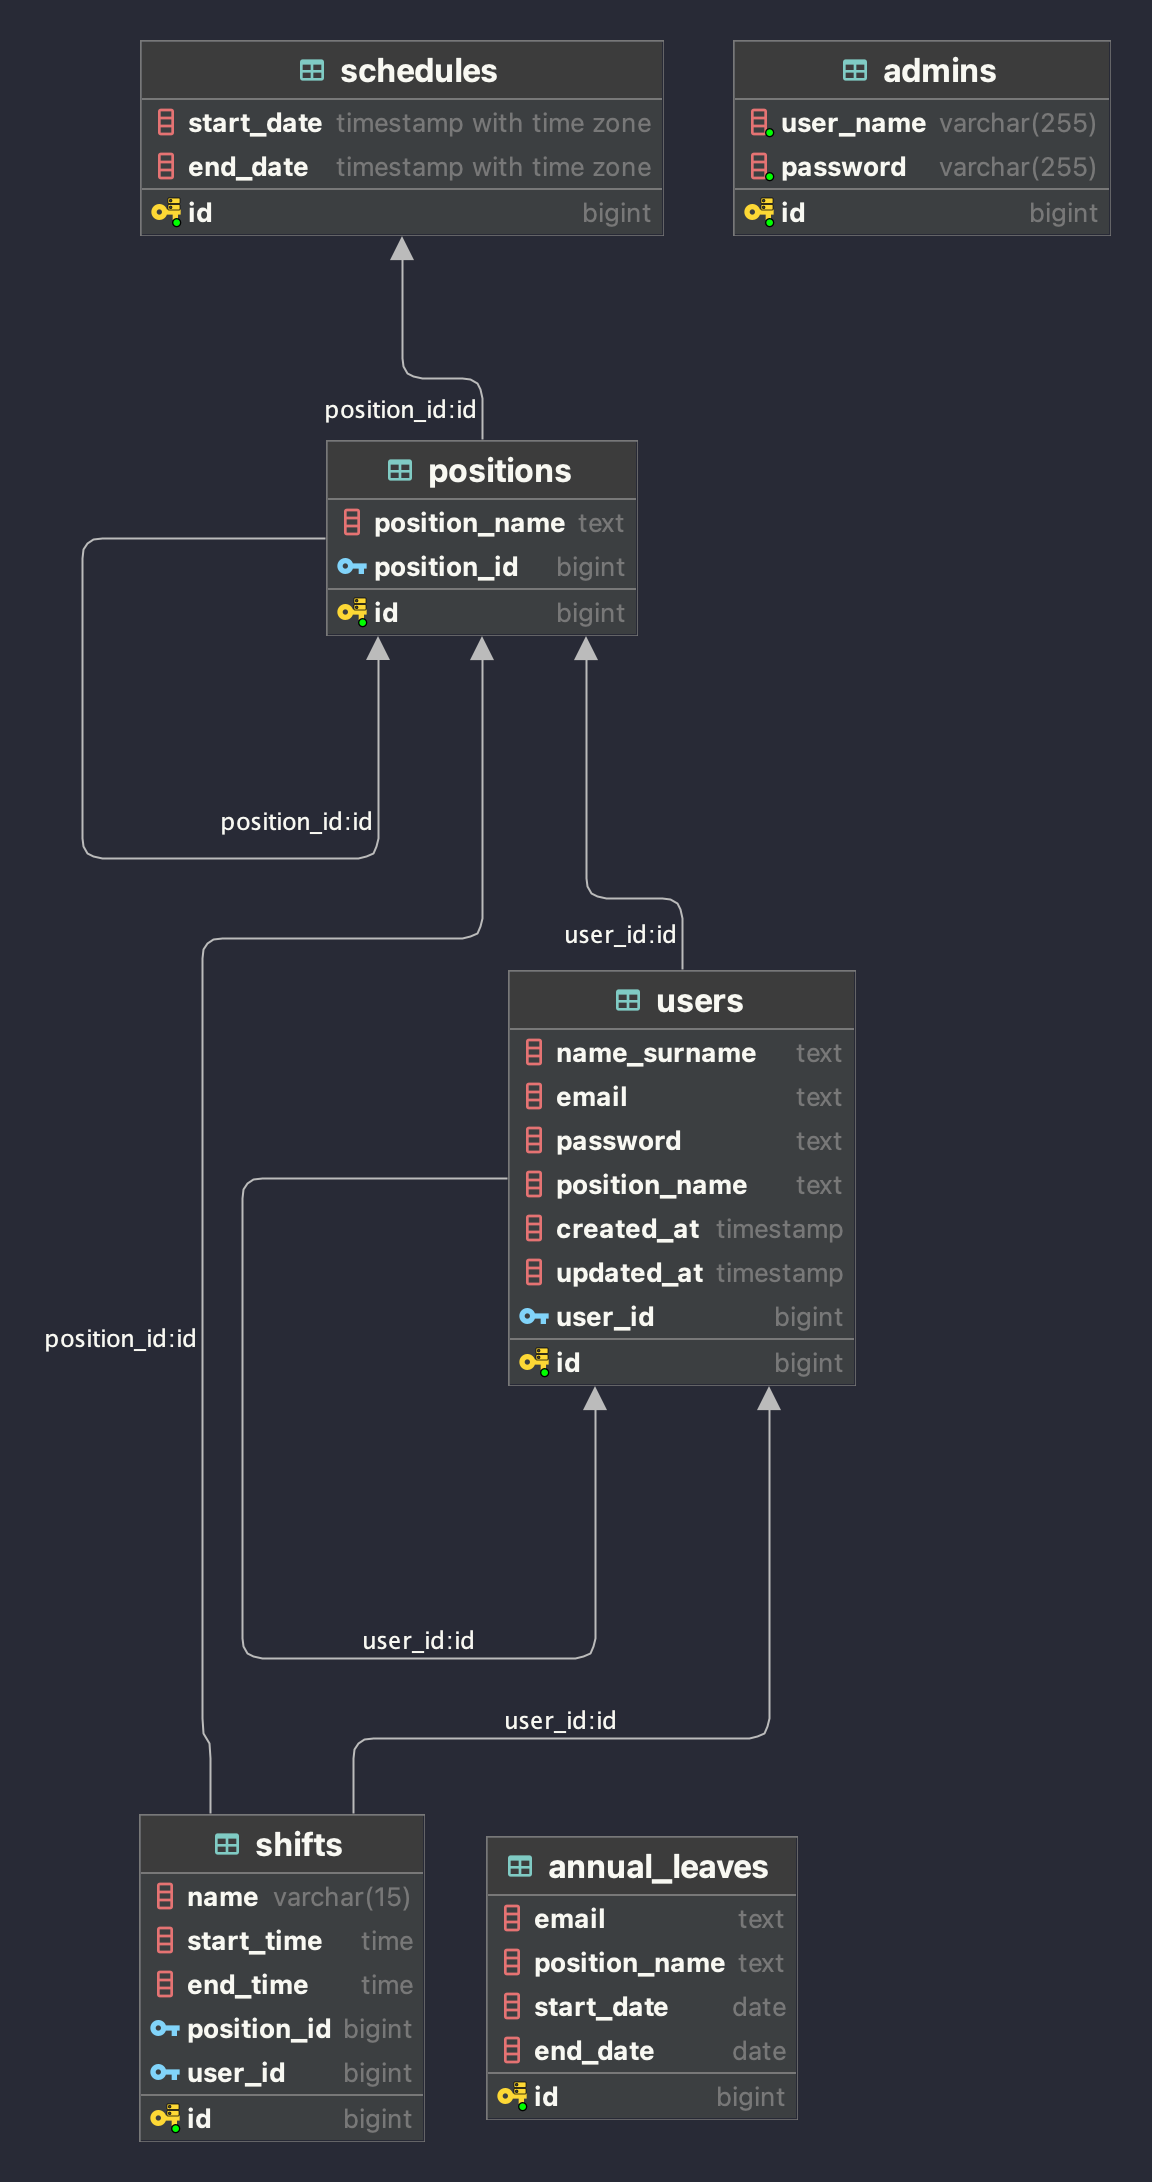 schedules
start_date timestamp with time zone
end_date timestamp with time zone
id bigint
admins
user_name varchar(255)
password varchar(255)
id bigint
position_id:id
positions
position_name text
position_id bigint
id bigint
position_id:id
user_id:id
users
name_surname text
email text
password text
position_name text
created_at timestamp
updated_at timestamp
user_id bigint
id bigint
position_id:id
user_id:id
user_id:id
shifts
name varchar(15)
start_time time
end_time time
position_id bigint
user_id bigint
id bigint
annual_leaves
email text
position_name text
start_date date
end_date date
id bigint